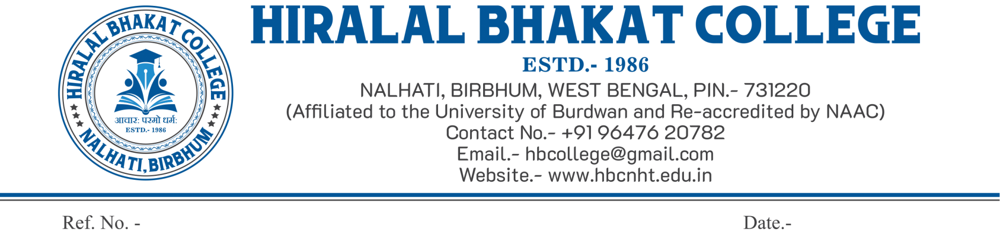 HIRALAL BHAKAT COLLEGE
आचार: परमो धर्म:
ESTD.- 1986
NALHATI, BIRBHUM
HIRALAL BHAKAT COLLEGE
ESTD.- 1986
NALHATI, BIRBHUM, WEST BENGAL, PIN.- 731220
(Affiliated to the University of Burdwan and Re-accredited by NAAC)
Contact No.- +91 96476 20782
Email.- hbcollege@gmail.com
Website.- www.hbcnht.edu.in
Ref. No. -
Date.-